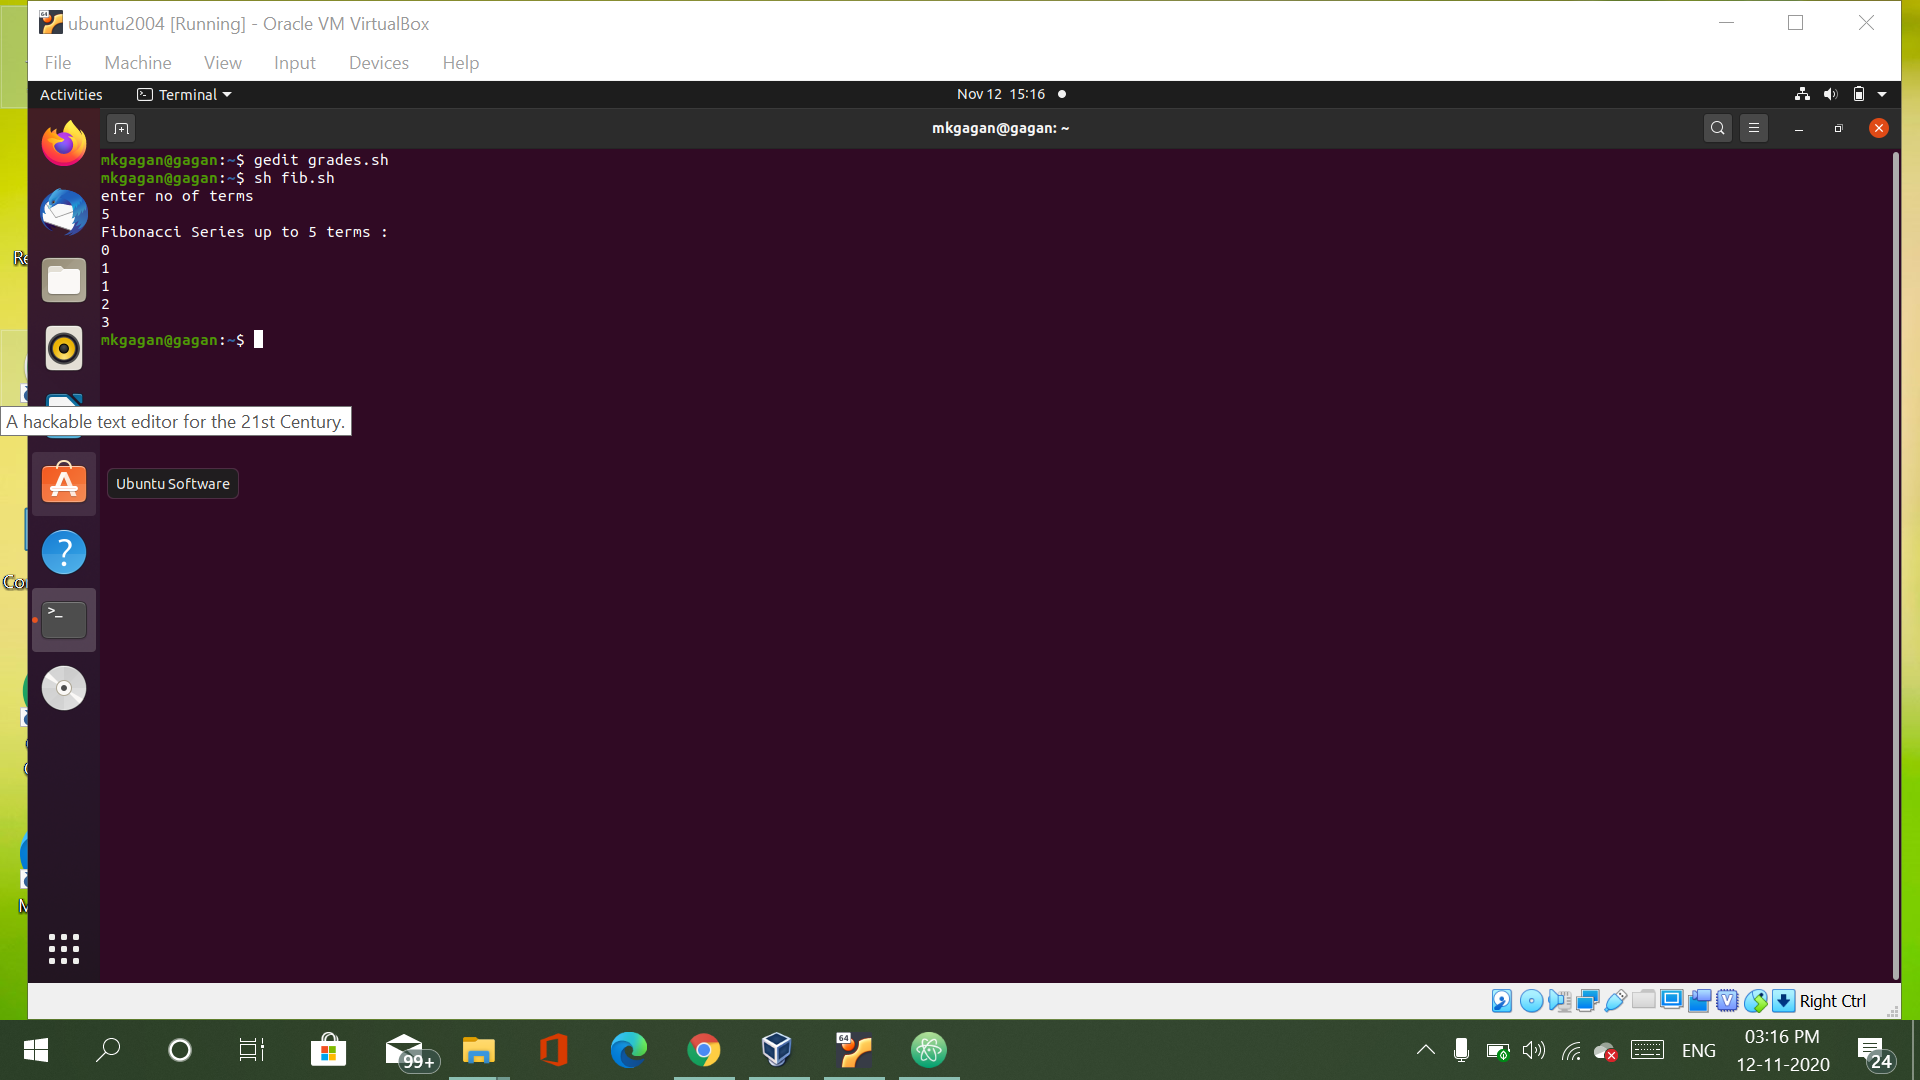 ubuntu2004 [Running] - Oracle VM VirtualBox
File Machine View Input Devices Help
Activities Terminal Nov 12 15:16
mkgagan@gagan: ~
mkgagan@gagan:~$ gedit grades.sh
mkgagan@gagan:~$ sh fib.sh
enter no of terms
5
Fibonacci Series up to 5 terms :
0
1
1
2
3
mkgagan@gagan:~$
A hackable text editor for the 21st Century.
Ubuntu Software
Right Ctrl
99+
64
ENG
03:16 PM
12-11-2020
24